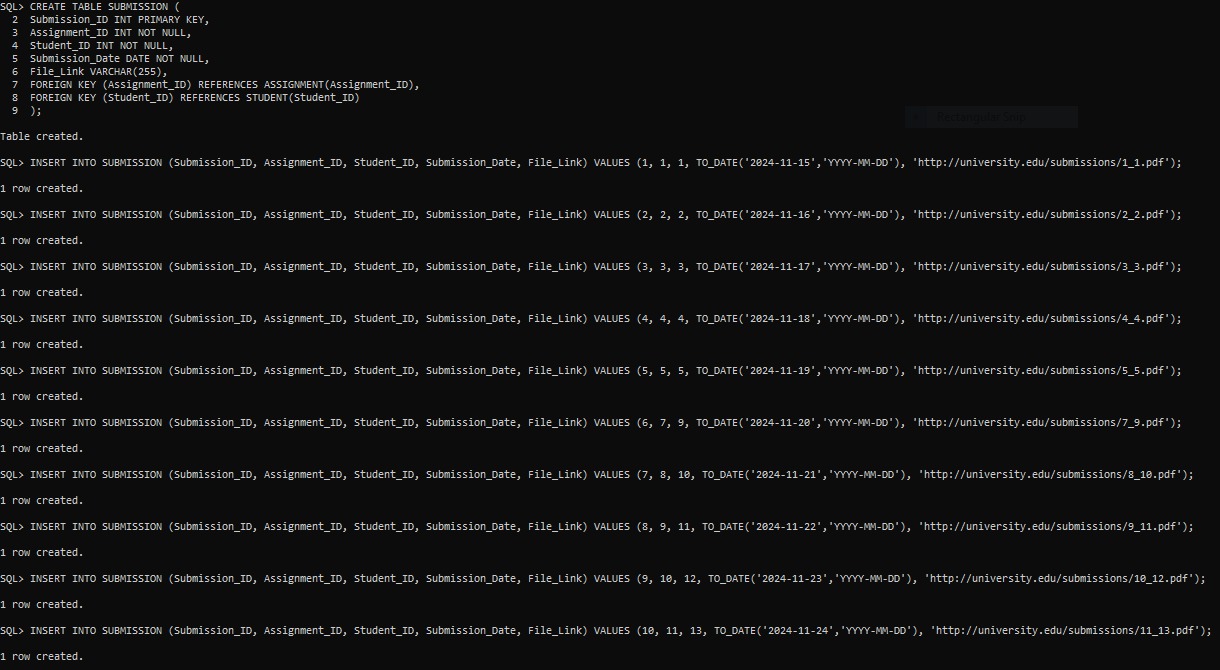 SQL> CREATE TABLE SUBMISSION (
  2  Submission_ID INT PRIMARY KEY,
  3  Assignment_ID INT NOT NULL,
  4  Student_ID INT NOT NULL,
  5  Submission_Date DATE NOT NULL,
  6  File_Link VARCHAR(255),
  7  FOREIGN KEY (Assignment_ID) REFERENCES ASSIGNMENT(Assignment_ID),
  8  FOREIGN KEY (Student_ID) REFERENCES STUDENT(Student_ID)
  9  );
Rectangular Snip
Table created.
SQL> INSERT INTO SUBMISSION (Submission_ID, Assignment_ID, Student_ID, Submission_Date, File_Link) VALUES (1, 1, 1, TO_DATE('2024-11-15','YYYY-MM-DD'), 'http://university.edu/submissions/1_1.pdf');
1 row created.
SQL> INSERT INTO SUBMISSION (Submission_ID, Assignment_ID, Student_ID, Submission_Date, File_Link) VALUES (2, 2, 2, TO_DATE('2024-11-16','YYYY-MM-DD'), 'http://university.edu/submissions/2_2.pdf');
1 row created.
SQL> INSERT INTO SUBMISSION (Submission_ID, Assignment_ID, Student_ID, Submission_Date, File_Link) VALUES (3, 3, 3, TO_DATE('2024-11-17','YYYY-MM-DD'), 'http://university.edu/submissions/3_3.pdf');
1 row created.
SQL> INSERT INTO SUBMISSION (Submission_ID, Assignment_ID, Student_ID, Submission_Date, File_Link) VALUES (4, 4, 4, TO_DATE('2024-11-18','YYYY-MM-DD'), 'http://university.edu/submissions/4_4.pdf');
1 row created.
SQL> INSERT INTO SUBMISSION (Submission_ID, Assignment_ID, Student_ID, Submission_Date, File_Link) VALUES (5, 5, 5, TO_DATE('2024-11-19','YYYY-MM-DD'), 'http://university.edu/submissions/5_5.pdf');
1 row created.
SQL> INSERT INTO SUBMISSION (Submission_ID, Assignment_ID, Student_ID, Submission_Date, File_Link) VALUES (6, 7, 9, TO_DATE('2024-11-20','YYYY-MM-DD'), 'http://university.edu/submissions/7_9.pdf');
1 row created.
SQL> INSERT INTO SUBMISSION (Submission_ID, Assignment_ID, Student_ID, Submission_Date, File_Link) VALUES (7, 8, 10, TO_DATE('2024-11-21','YYYY-MM-DD'), 'http://university.edu/submissions/8_10.pdf');
1 row created.
SQL> INSERT INTO SUBMISSION (Submission_ID, Assignment_ID, Student_ID, Submission_Date, File_Link) VALUES (8, 9, 11, TO_DATE('2024-11-22','YYYY-MM-DD'), 'http://university.edu/submissions/9_11.pdf');
1 row created.
SQL> INSERT INTO SUBMISSION (Submission_ID, Assignment_ID, Student_ID, Submission_Date, File_Link) VALUES (9, 10, 12, TO_DATE('2024-11-23','YYYY-MM-DD'), 'http://university.edu/submissions/10_12.pdf');
1 row created.
SQL> INSERT INTO SUBMISSION (Submission_ID, Assignment_ID, Student_ID, Submission_Date, File_Link) VALUES (10, 11, 13, TO_DATE('2024-11-24','YYYY-MM-DD'), 'http://university.edu/submissions/11_13.pdf');
1 row created.